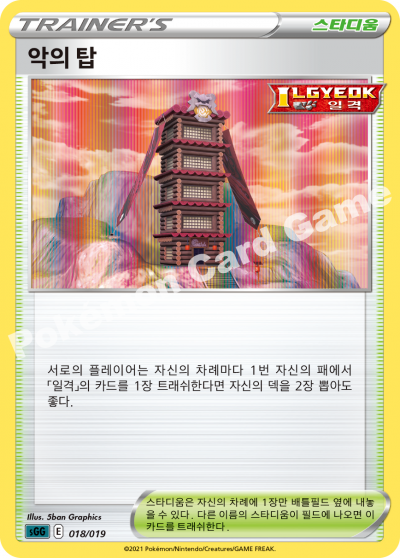 TRAINER'S
스타디움
악의 탑
ILGYEOK
일격
Pokémon Card Game
서로의 플레이어는 자신의 차례마다 1번 자신의 패에서
「일격」의 카드를 1장 트래쉬한다면 자신의 덱을 2장 뽑아도
좋다.
Illus. 5ban Graphics
sGG E 018/019
스타디움은 자신의 차례에 1장만 배틀필드 옆에 내놓
을 수 있다. 다른 이름의 스타디움이 필드에 나오면 이
카드를 트래쉬한다.
©2021 Pokémon/Nintendo/Creatures/GAME FREAK.